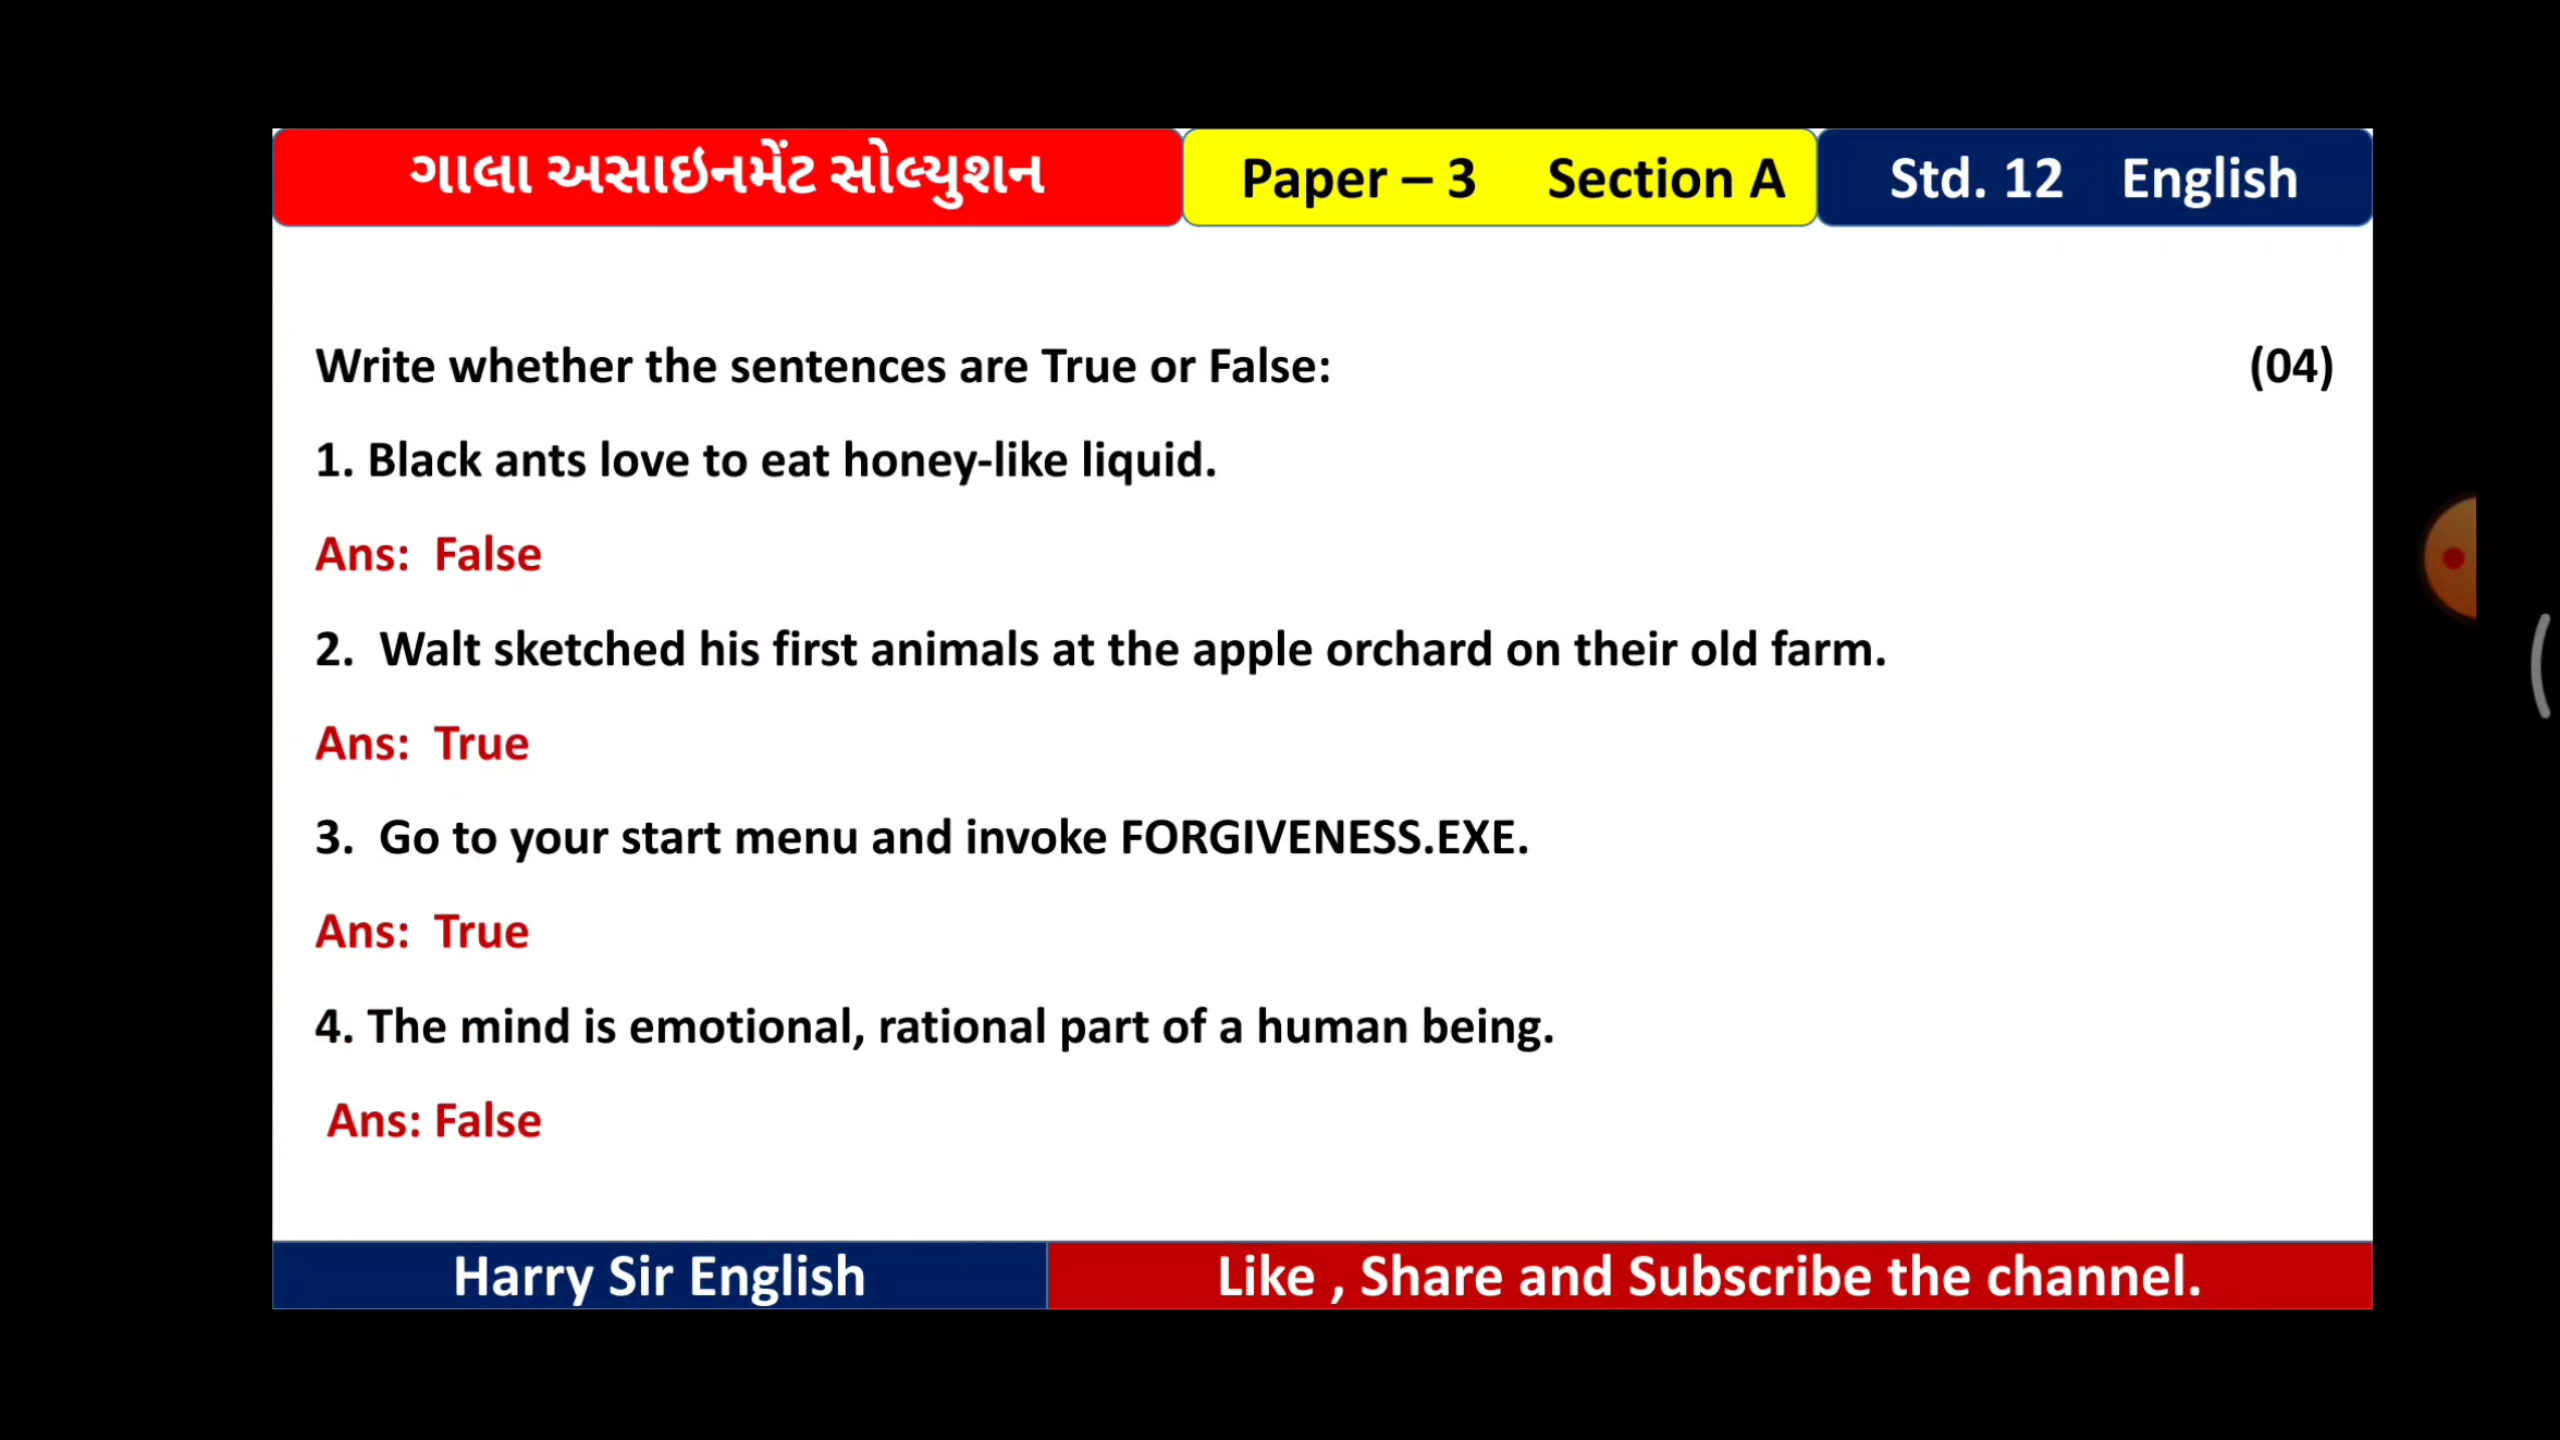 ગાલા અસાઇનમેંટ સોલ્યુશન Paper – 3 Section A Std. 12 English
Write whether the sentences are True or False: (04)
1. Black ants love to eat honey-like liquid.
Ans: False
2. Walt sketched his first animals at the apple orchard on their old farm.
Ans: True
3. Go to your start menu and invoke FORGIVENESS.EXE.
Ans: True
4. The mind is emotional, rational part of a human being.
Ans: False
Harry Sir English Like , Share and Subscribe the channel.